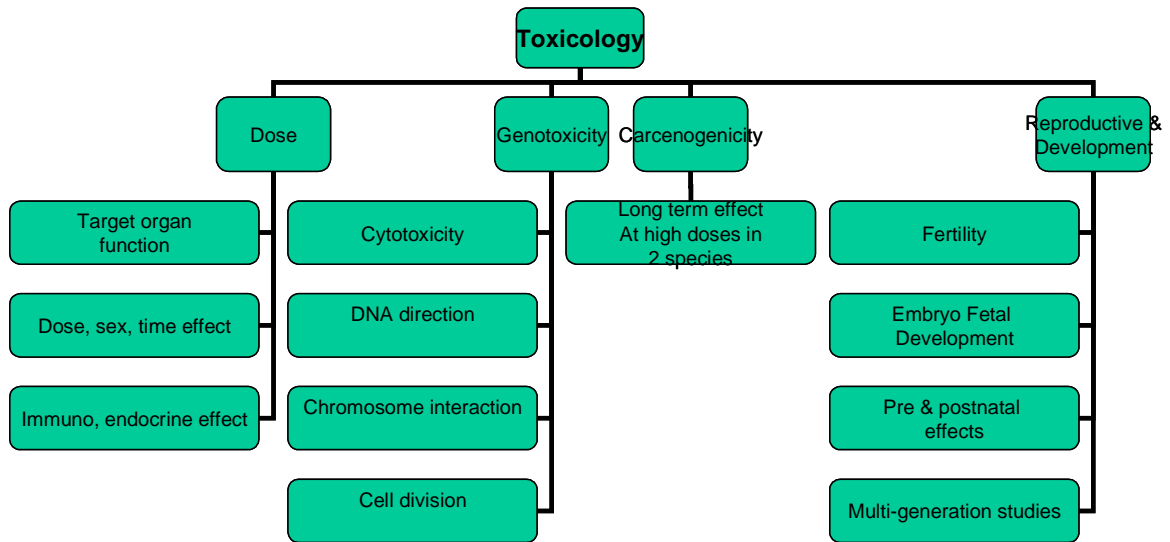 Toxicology
Dose
Genotoxicity
Carcenogenicity
Reproductive &
Development
Target organ
function
Dose, sex, time effect
Immuno, endocrine effect
Cytotoxicity
DNA direction
Chromosome interaction
Cell division
Long term effect
At high doses in
2 species
Fertility
Embryo Fetal
Development
Pre & postnatal
effects
Multi-generation studies